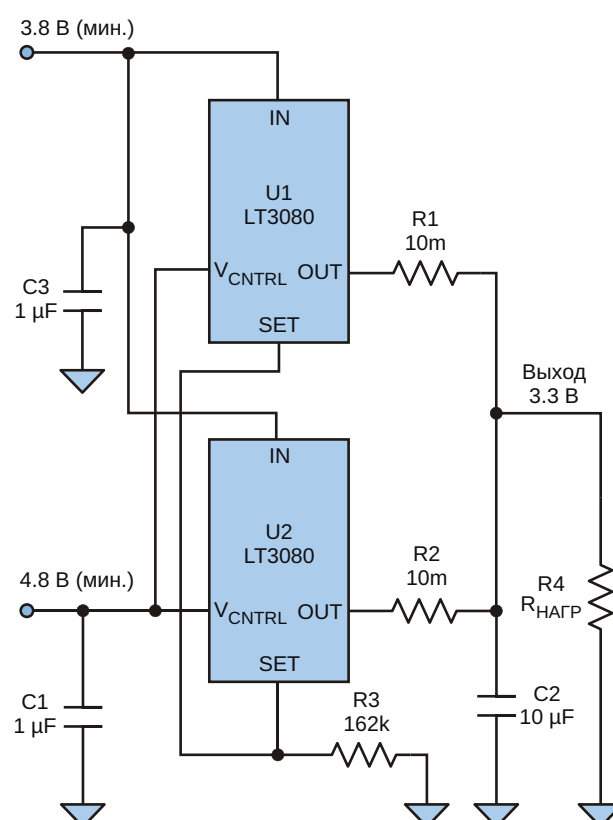 3.8 В (мин.)
IN
U1
LT3080
R1
10m
VCNTRL
OUT
SET
C3
1 µF
Выход
3.3 В
IN
U2
LT3080
4.8 В (мин.)
R2
10m
VCNTRL
OUT
SET
R4
RНАГР
C1
1 µF
R3
162k
C2
10 µF